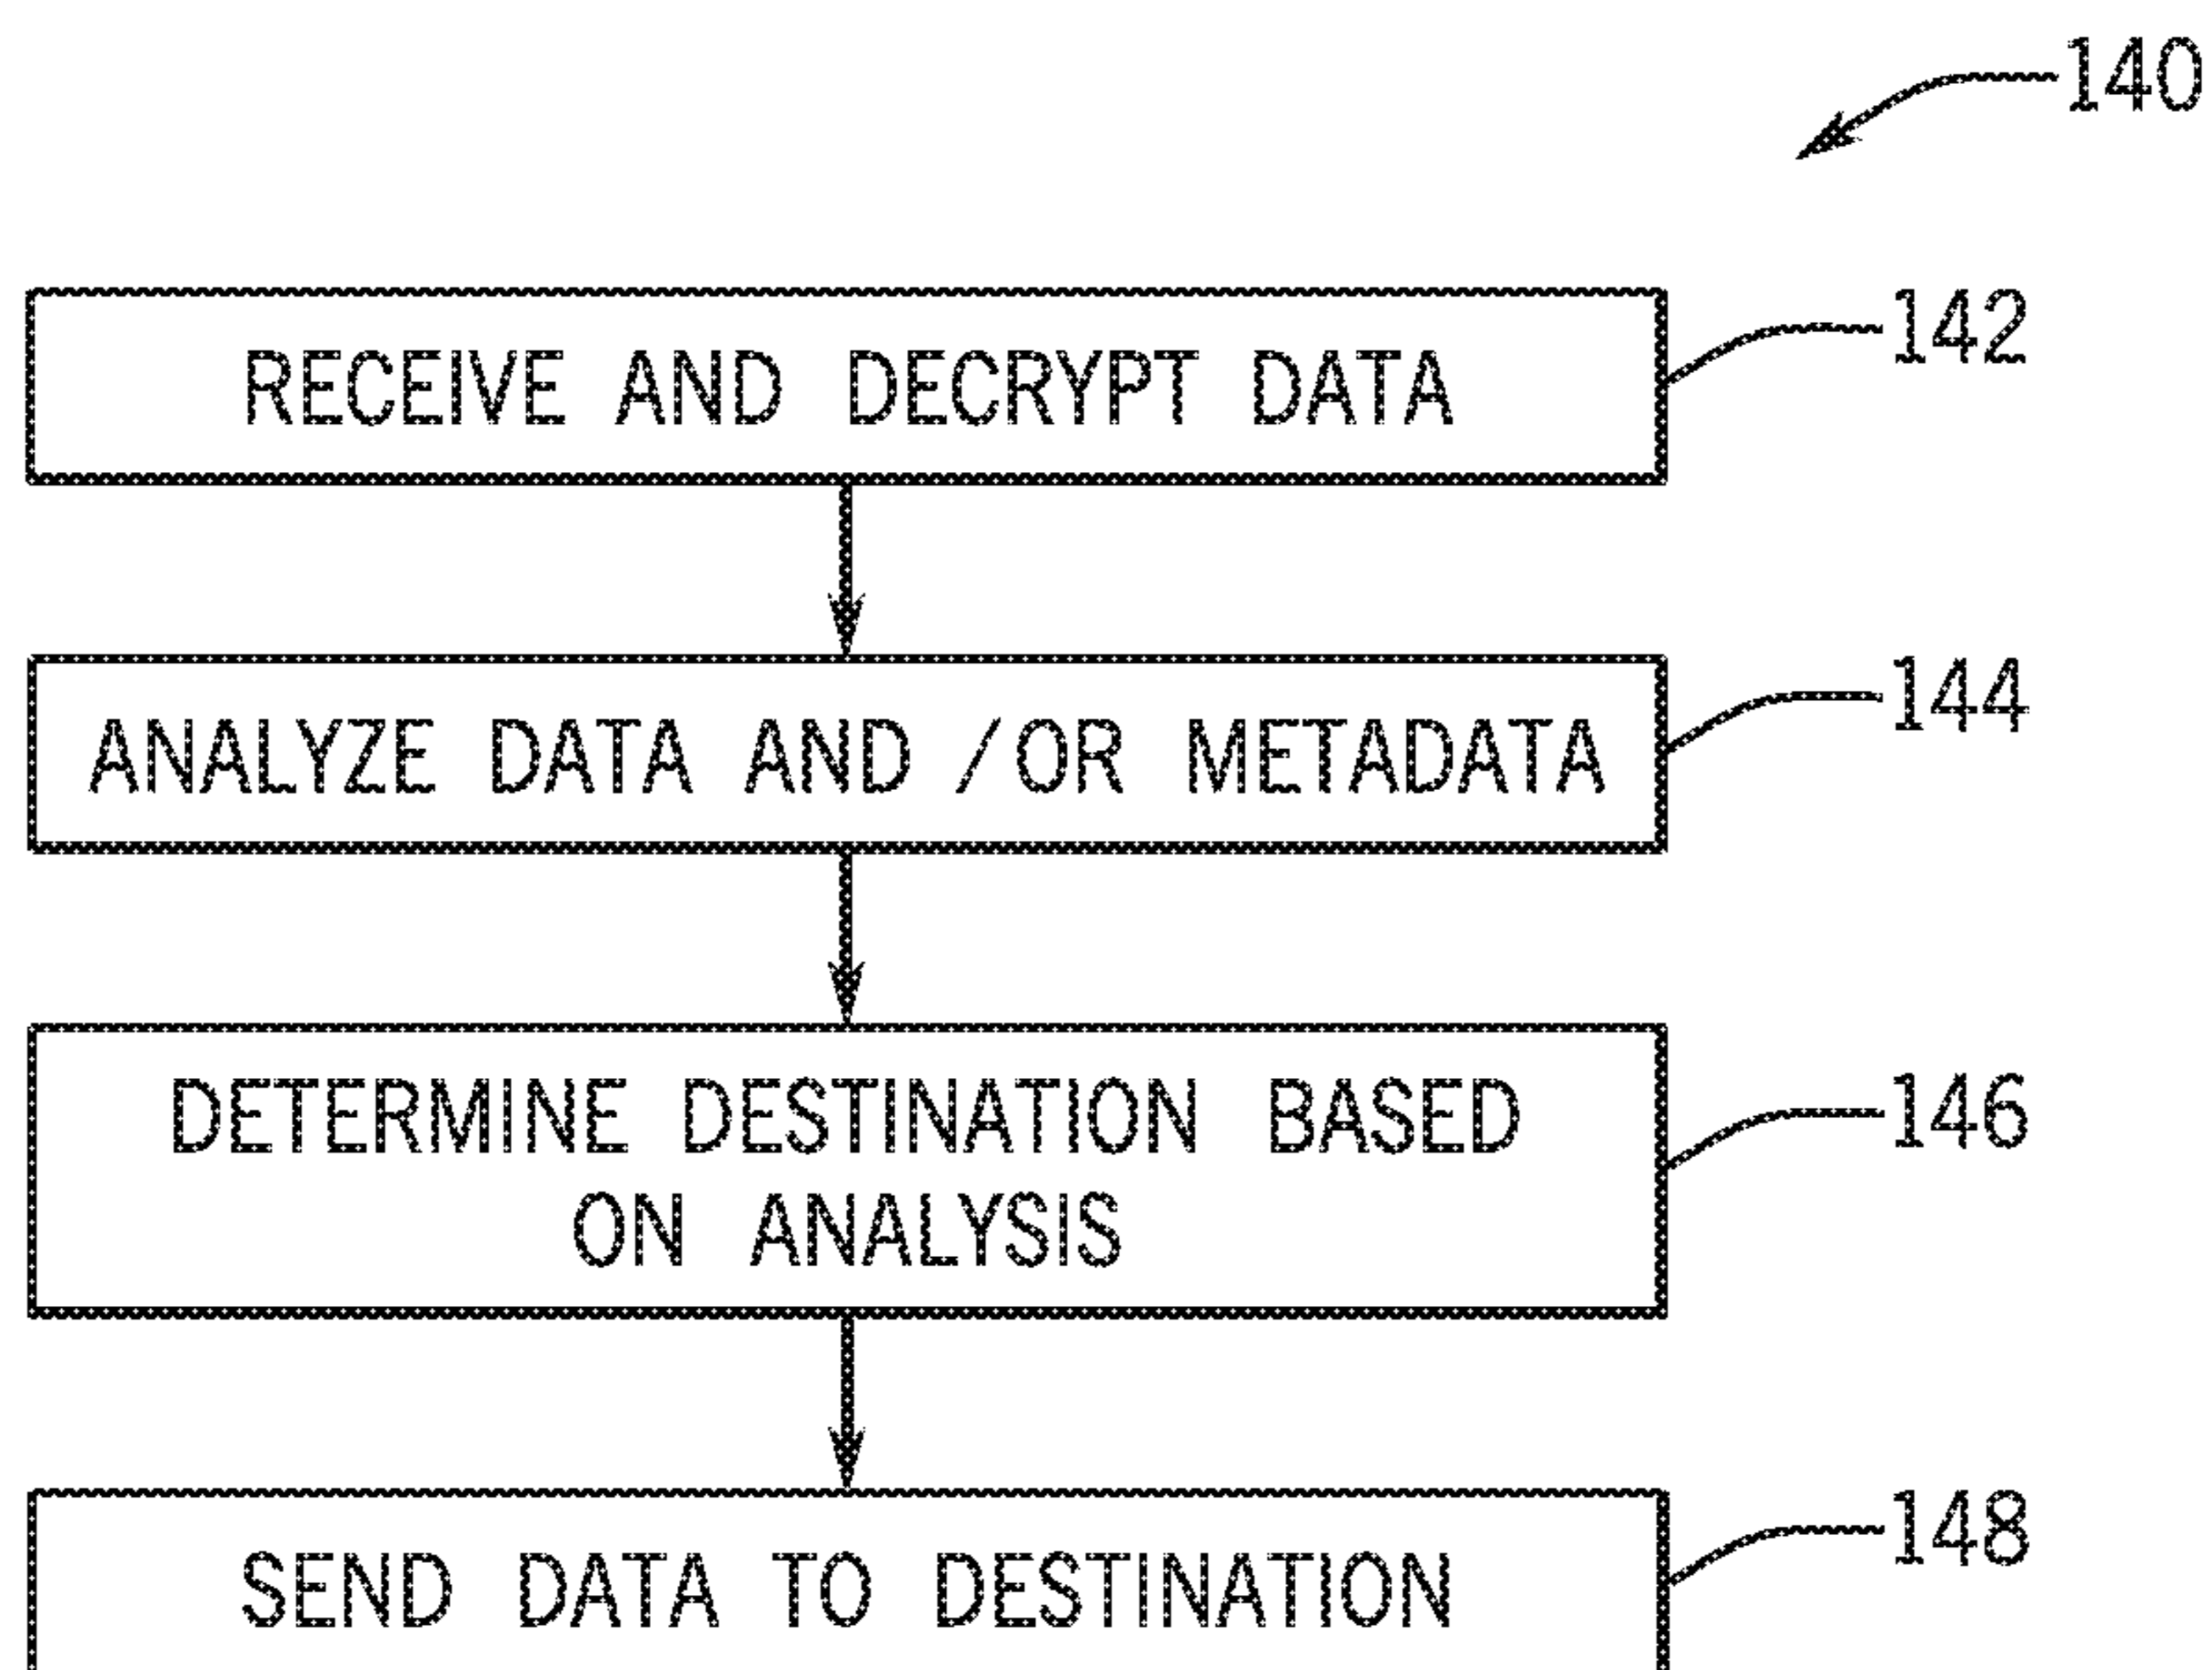 140
RECEIVE AND DECRYPT DATA
142
ANALYZE DATA AND /OR METADATA
144
DETERMINE DESTINATION BASED
ON ANALYSIS
146
SEND DATA TO DESTINATION
148